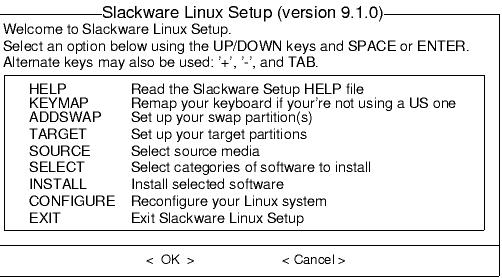 Slackware Linux Setup (version 9.1.0)
Welcome to Slackware Linux Setup.
Select an option below using the UP/DOWN keys and SPACE or ENTER.
Alternate keys may also be used: '+', '-', and TAB.
HELP Read the Slackware Setup HELP file
KEYMAP Remap your keyboard if your're not using a US one
ADDSWAP Set up your swap partition(s)
TARGET Set up your target partitions
SOURCE Select source media
SELECT Select categories of software to install
INSTALL Install selected software
CONFIGURE Reconfigure your Linux system
EXIT Exit Slackware Linux Setup
< OK > < Cancel >